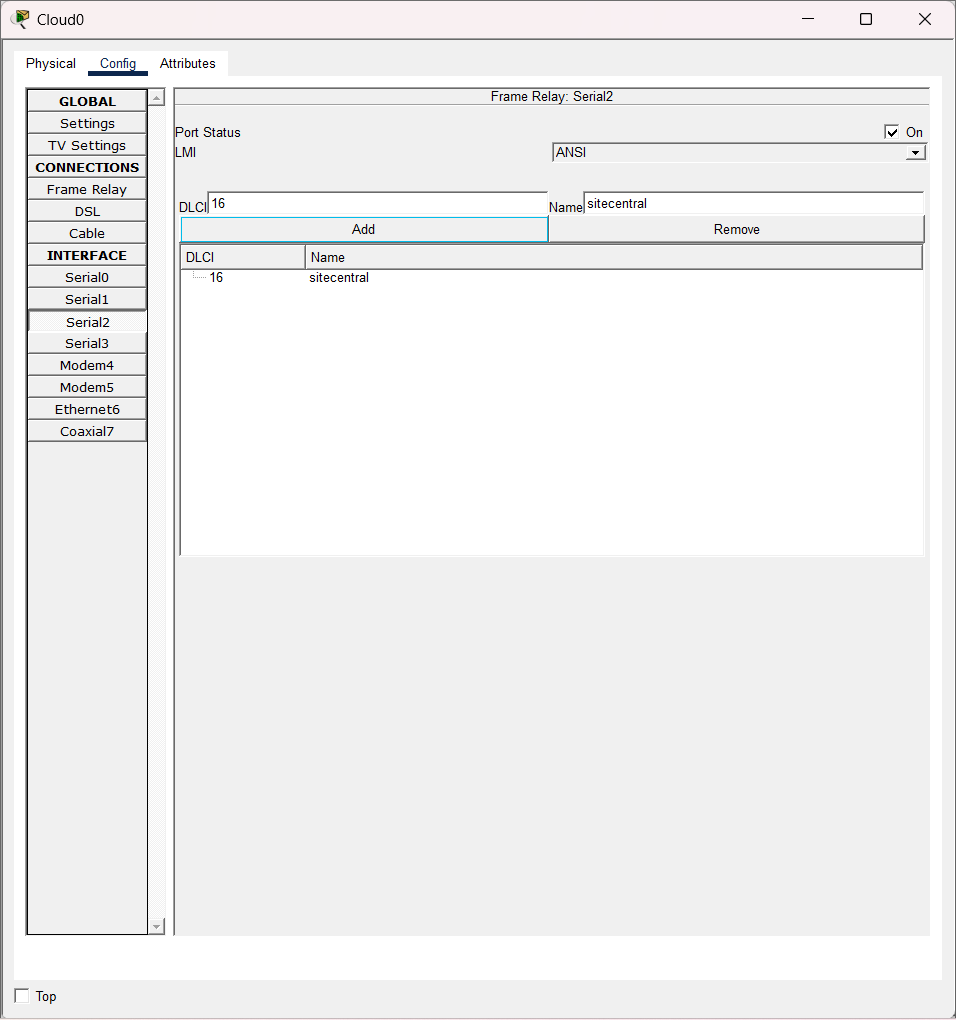 Cloud0
Physical Config Attributes
GLOBAL
Settings
TV Settings
CONNECTIONS
Frame Relay
DSL
Cable
INTERFACE
Serial0
Serial1
Serial2
Serial3
Modem4
Modem5
Ethernet6
Coaxial7
Frame Relay: Serial2
Port Status On
LMI ANSI
DLCI 16 Name sitecentral
Add Remove
DLCI Name
16 sitecentral
Top